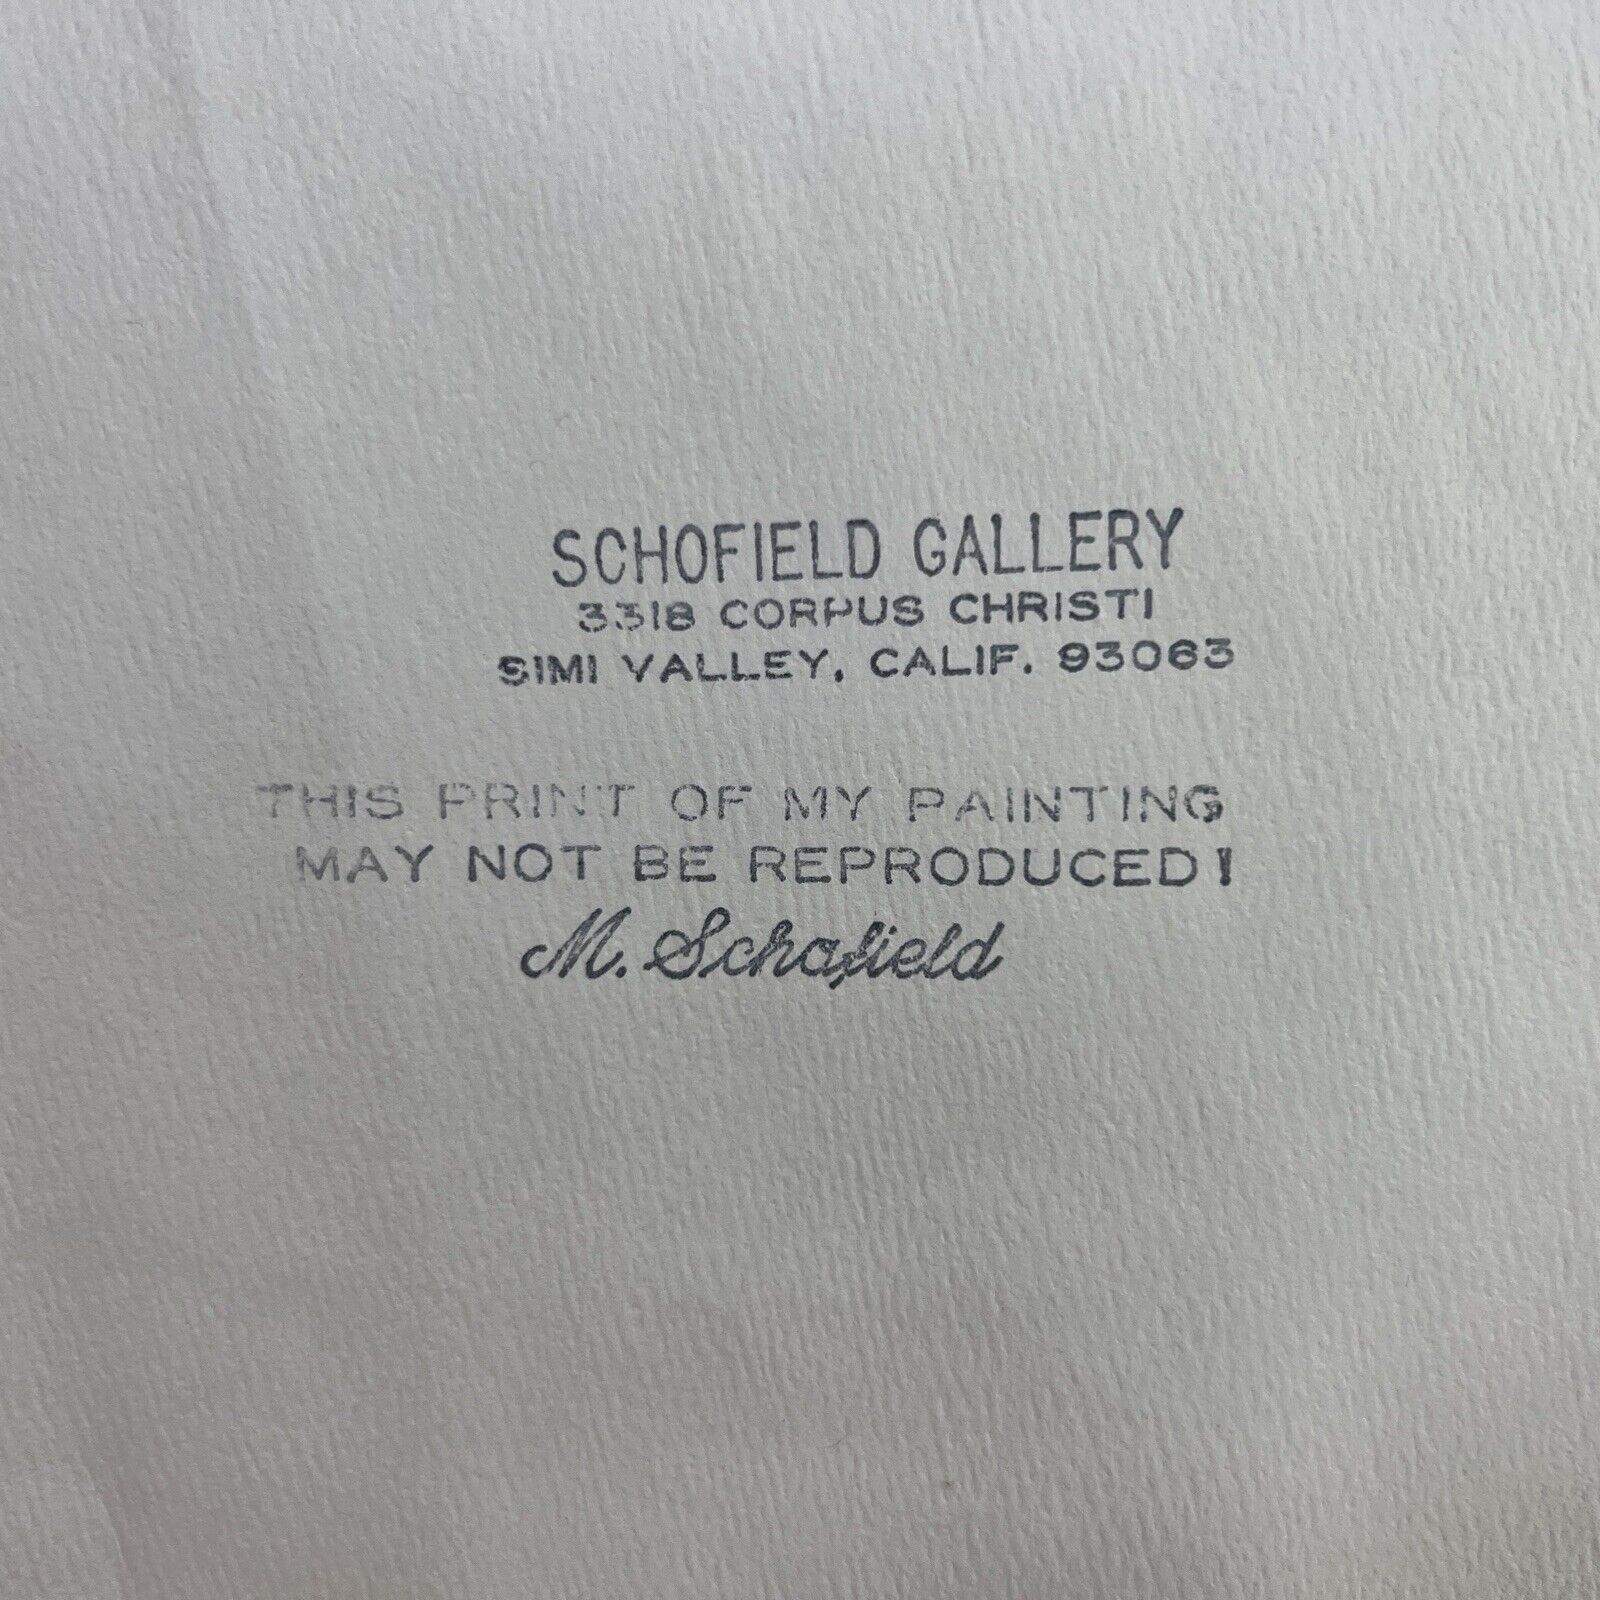 SCHOFIELD GALLERY
3318 CORPUS CHRISTI
SIMI VALLEY, CALIF. 93063
THIS PRINT OF MY PAINTING
MAY NOT BE REPRODUCED!
M. Schofield